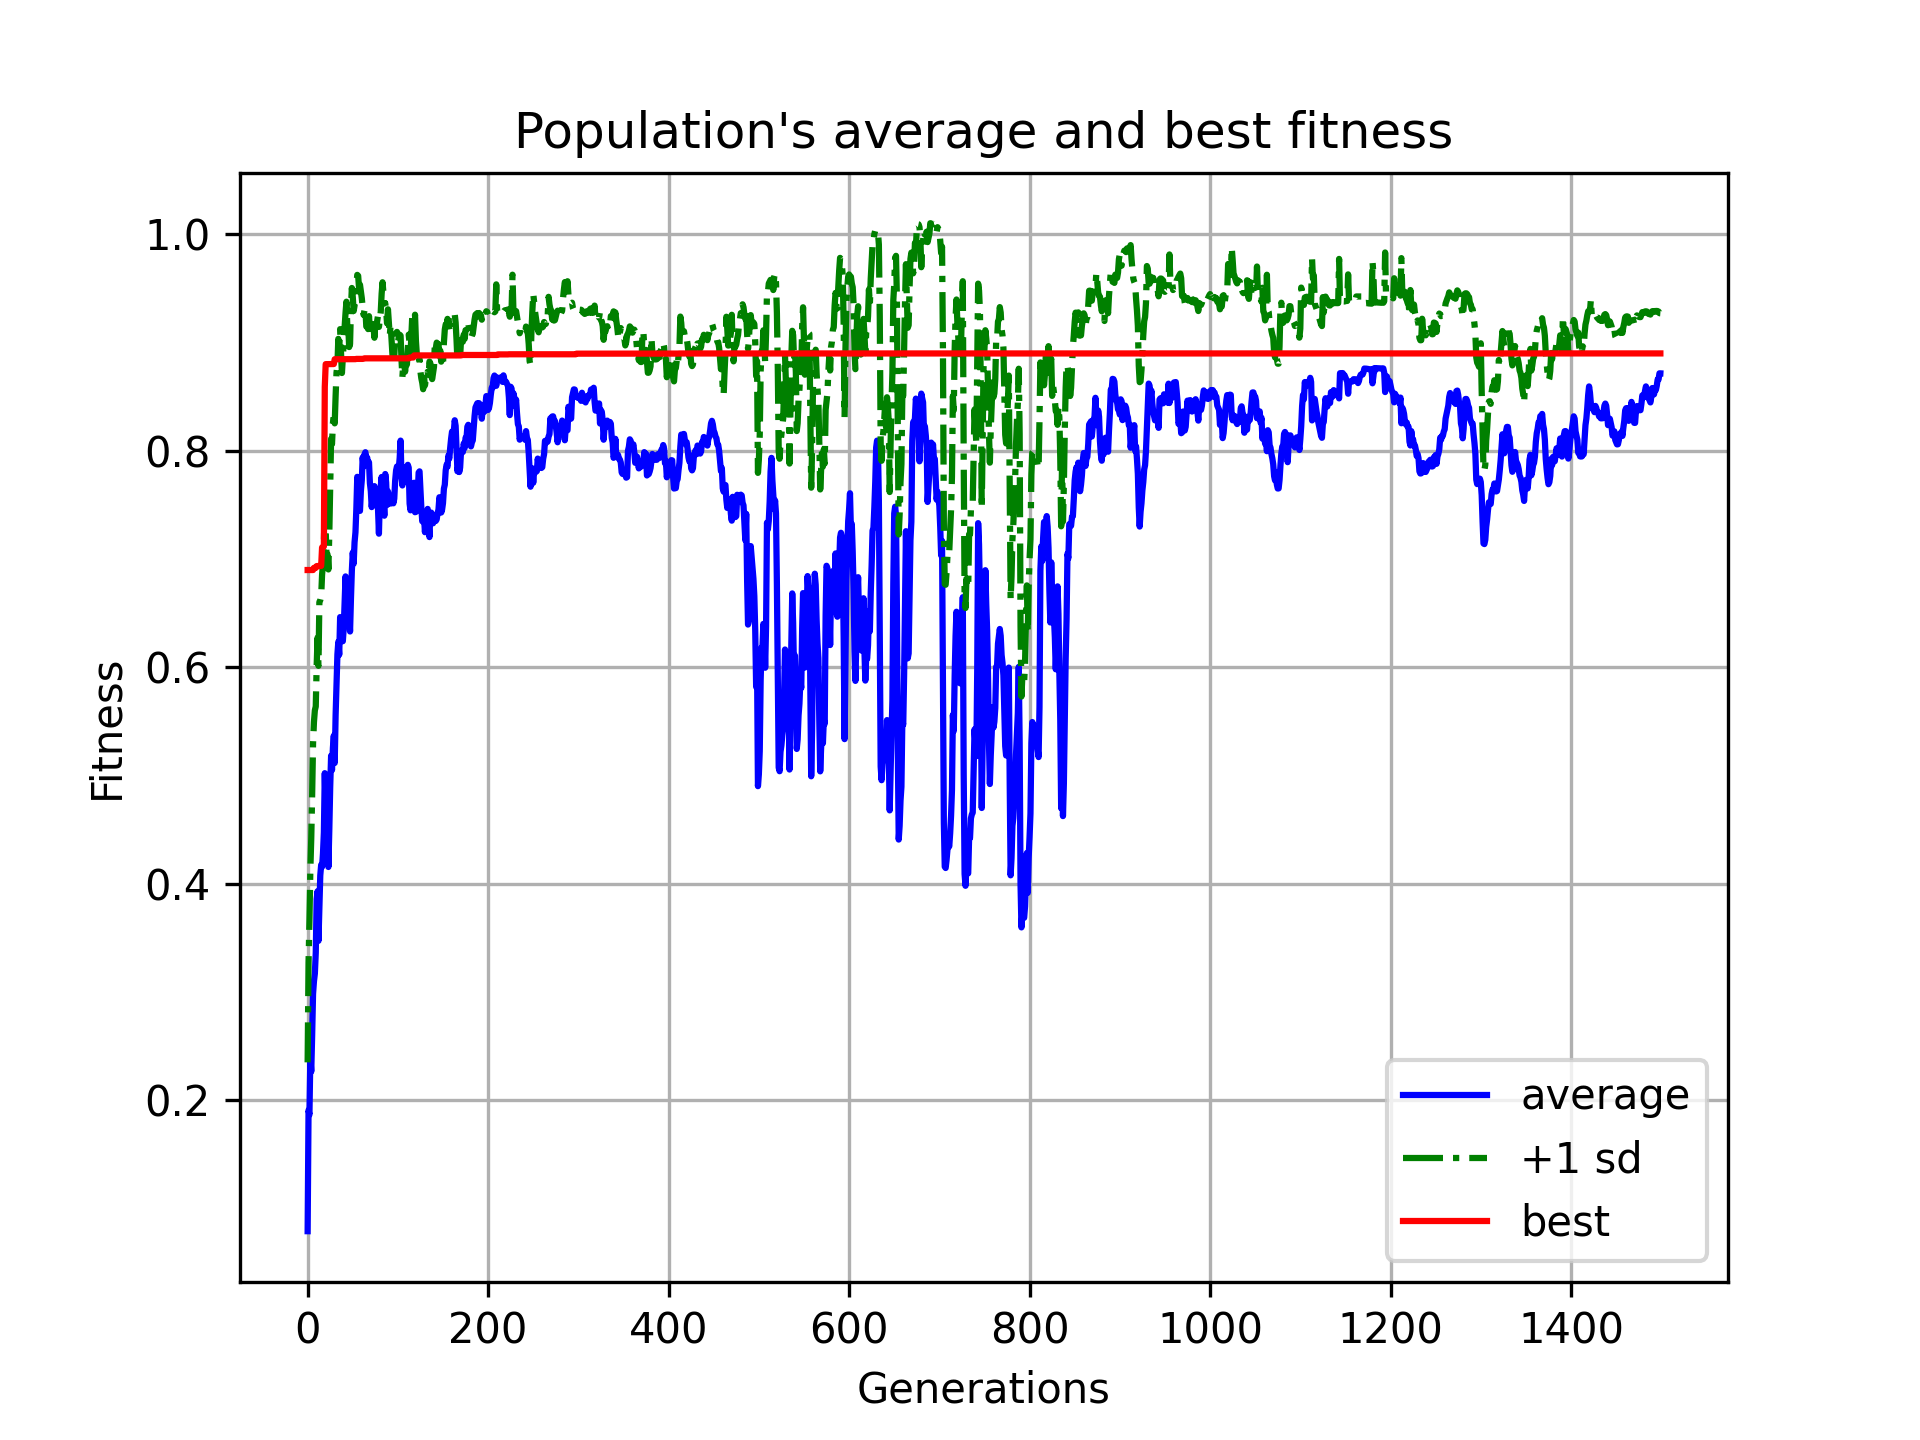 Population's average and best fitness
Fitness
1.0
0.8
0.6
0.4
0.2
0 200 400 600 800 1000 1200 1400
Generations
average
+1 sd
best